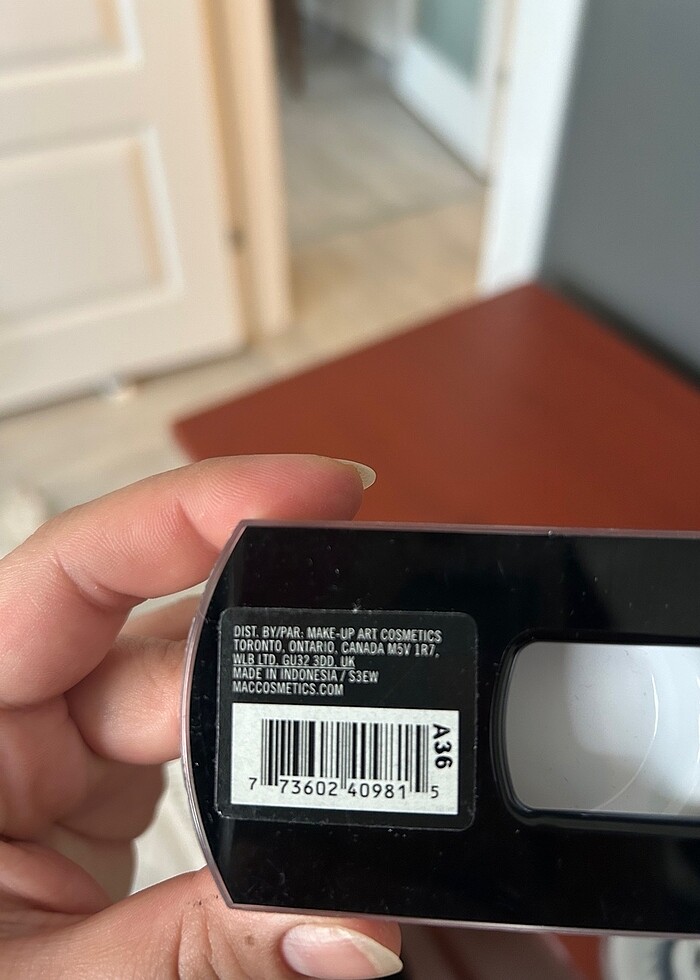 DIST. BY/PAR: MAKE-UP ART COSMETICS
TORONTO, ONTARIO, CANADA M5V 1R7,
WLB LTD, GU32 3DD, UK
MADE IN INDONESIA / S3EW
MACCOSMETICS.COM
A36
7 73602 40981 5